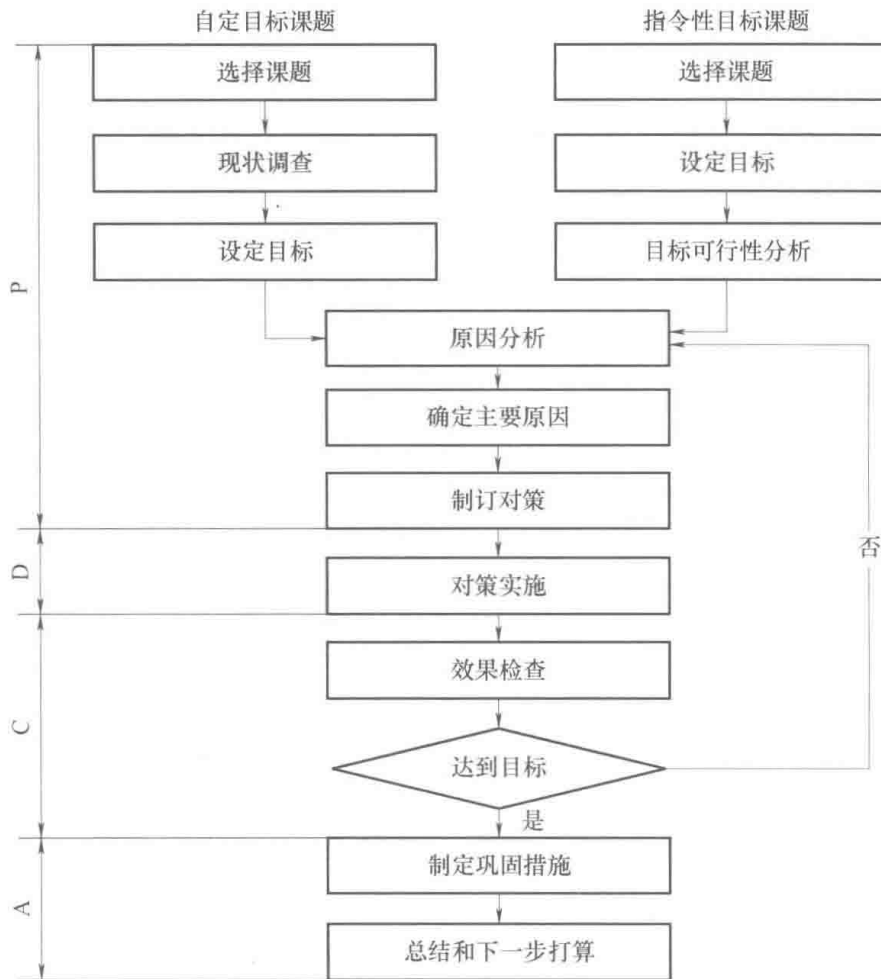 自定目标课题
指令性目标课题
选择课题
选择课题
现状调查
设定目标
设定目标
目标可行性分析
P
原因分析
确定主要原因
制订对策
否
D
对策实施
效果检查
C
达到目标
是
制定巩固措施
A
总结和下一步打算